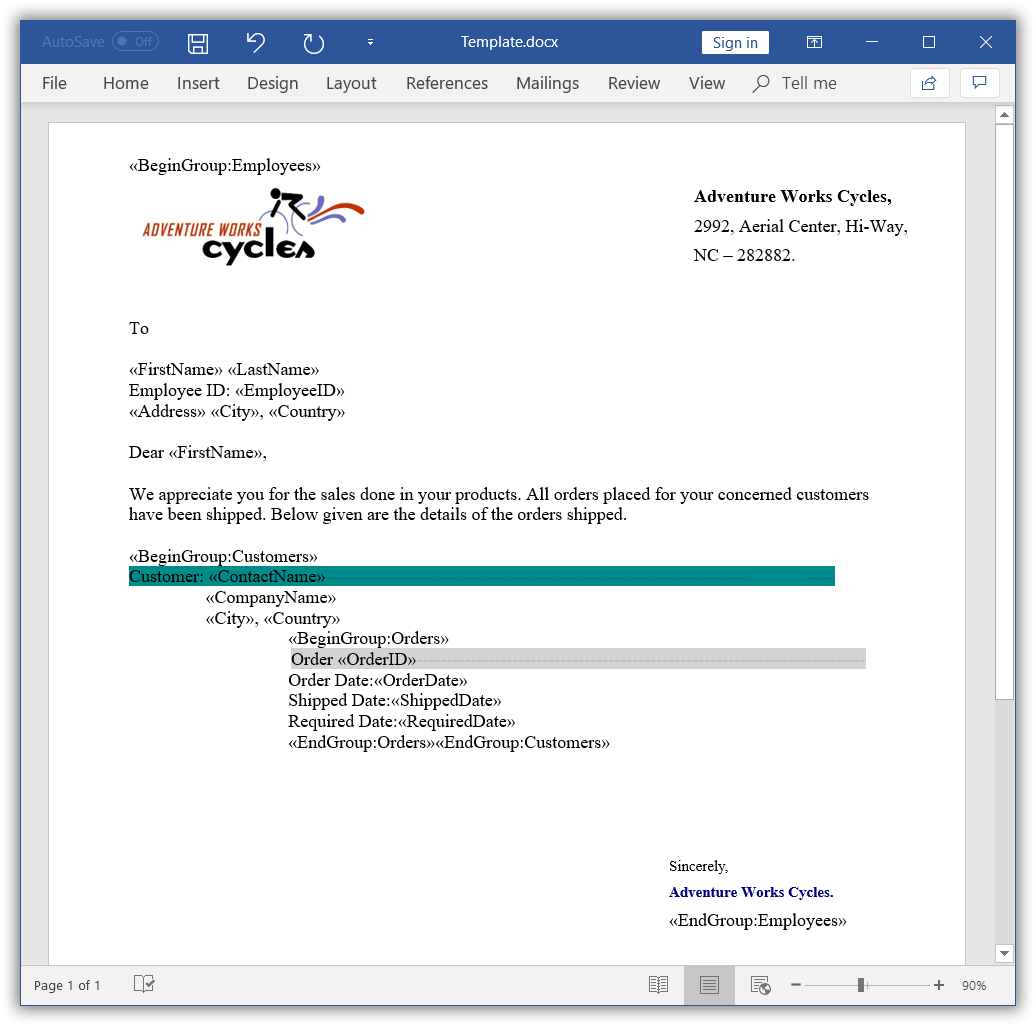 AutoSave Off Template.docx Sign in
File Home Insert Design Layout References Mailings Review View Tell me
«BeginGroup:Employees»
ADVENTURE WORKS
cycles
Adventure Works Cycles,
2992, Aerial Center, Hi-Way,
NC – 282882.
To
«FirstName» «LastName»
Employee ID: «EmployeeID»
«Address» «City», «Country»
Dear «FirstName»,
We appreciate you for the sales done in your products. All orders placed for your concerned customers
have been shipped. Below given are the details of the orders shipped.
«BeginGroup:Customers»
Customer: «ContactName»
«CompanyName»
«City», «Country»
«BeginGroup:Orders»
Order «OrderID»
Order Date:«OrderDate»
Shipped Date:«ShippedDate»
Required Date:«RequiredDate»
«EndGroup:Orders»«EndGroup:Customers»
Sincerely,
Adventure Works Cycles.
«EndGroup:Employees»
Page 1 of 1 90%